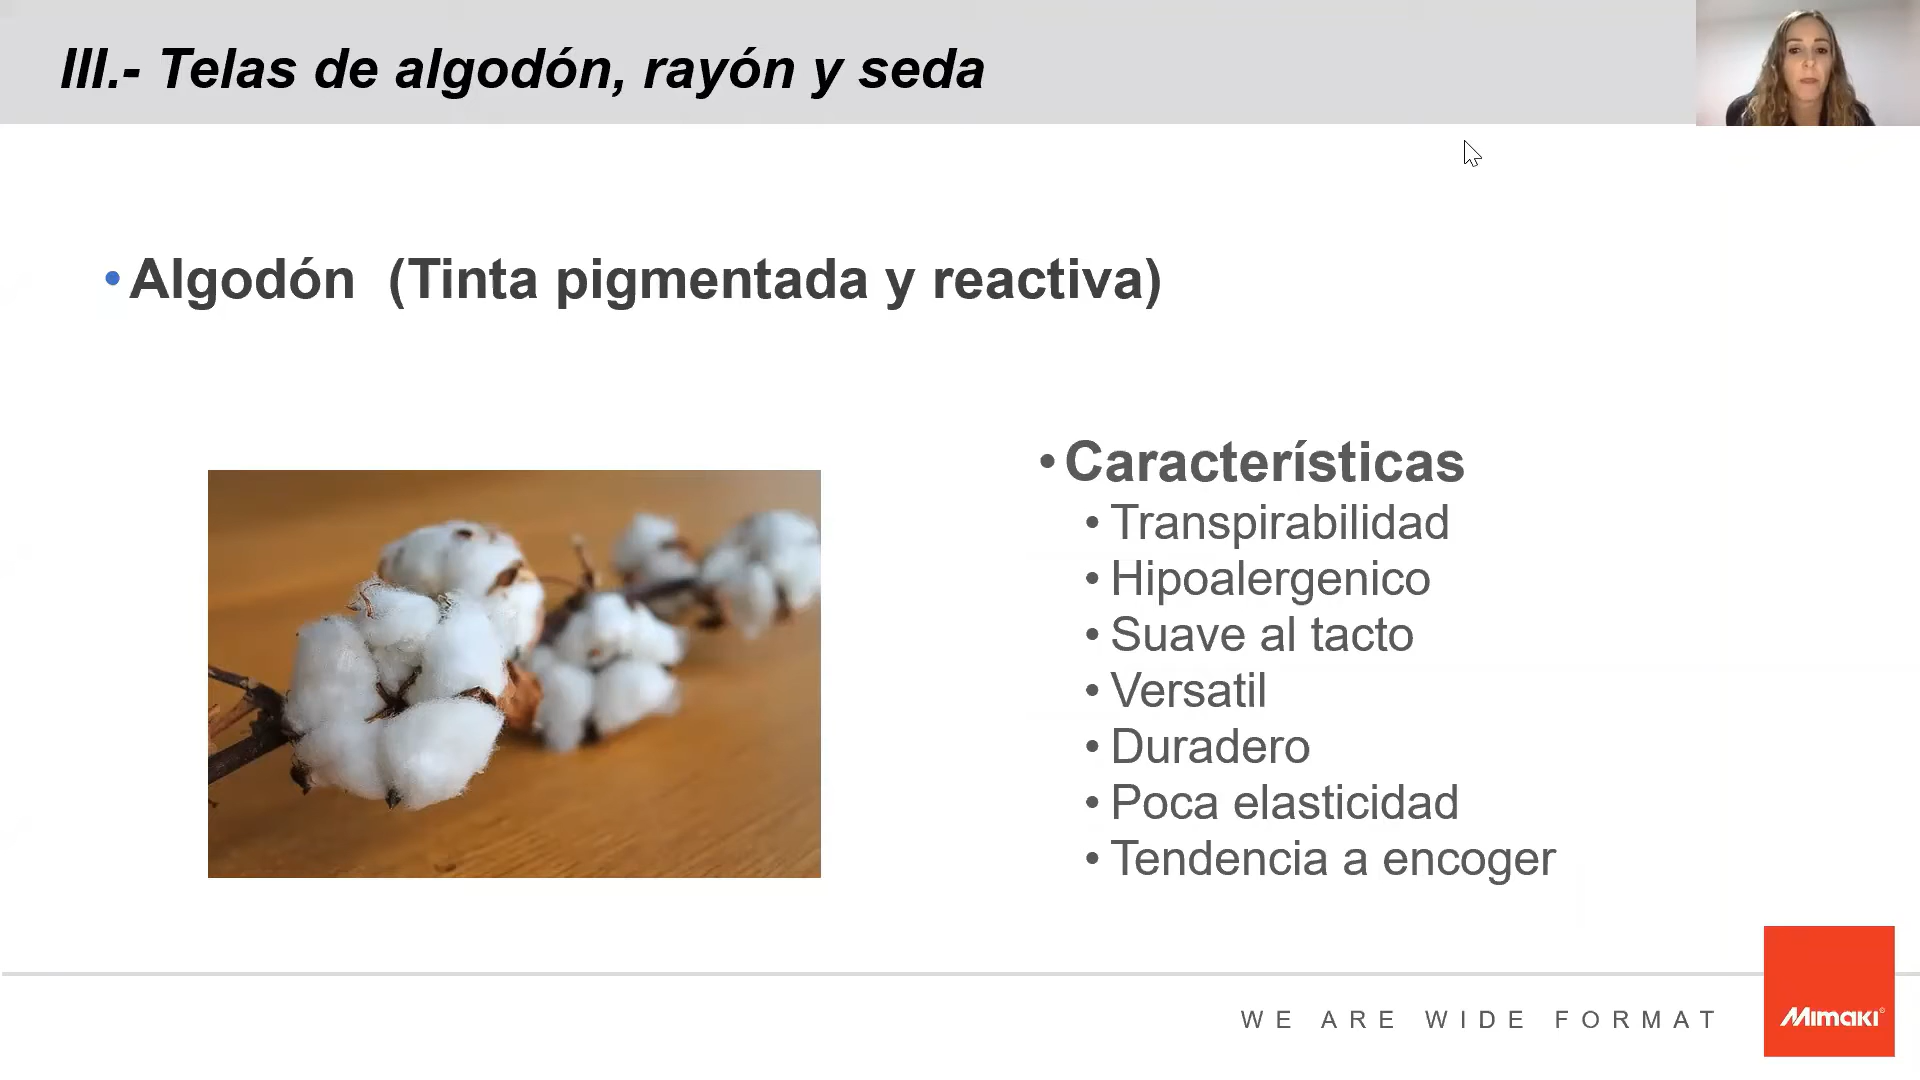 III.- Telas de algodón, rayón y seda
• Algodón (Tinta pigmentada y reactiva)
• Características
• Transpirabilidad
• Hipoalergenico
• Suave al tacto
• Versatil
• Duradero
• Poca elasticidad
• Tendencia a encoger
WE ARE WIDE FORMAT
Mimaki®